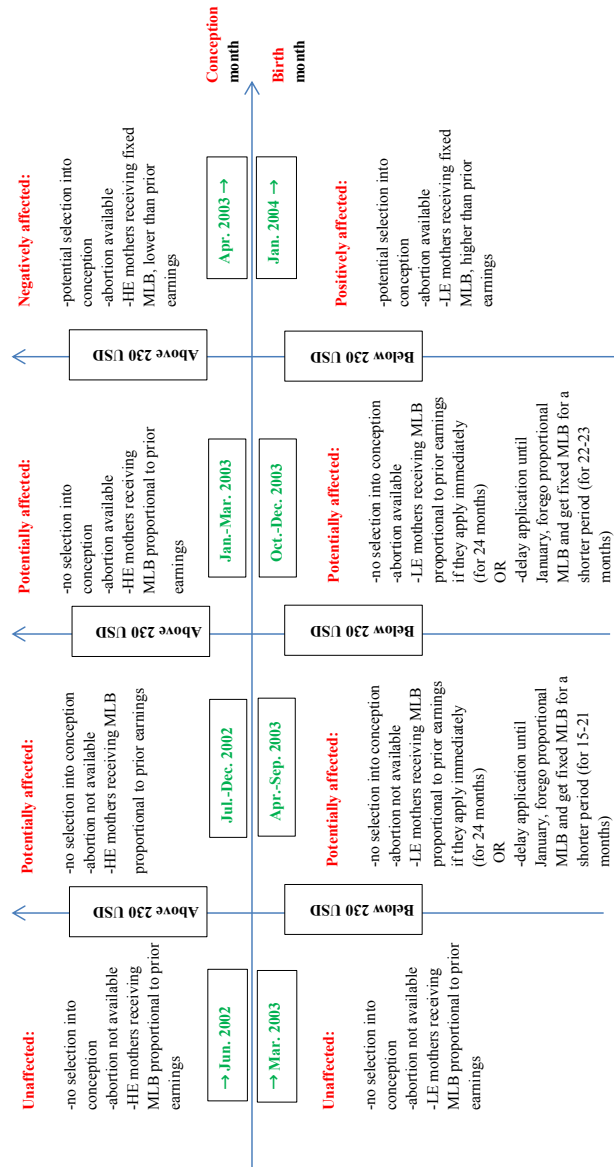 Unaffected:
-no selection into
conception
-abortion not available
-HE mothers receiving
MLB proportional to prior
earnings
Potentially affected:
-no selection into conception
-abortion not available
-HE mothers receiving MLB
proportional to prior earnings
Potentially affected:
-no selection into
conception
-abortion available
-HE mothers receiving
MLB proportional to prior
earnings
Negatively affected:
-potential selection into
conception
-abortion available
-HE mothers receiving fixed
MLB, lower than prior
earnings
Above 230 USD
Above 230 USD
Above 230 USD
→ Jun. 2002
Jul.-Dec. 2002
Jan.-Mar. 2003
Apr. 2003 →
Conception
month
→ Mar. 2003
Apr.-Sep. 2003
Oct.-Dec. 2003
Jan. 2004 →
Birth
month
Below 230 USD
Below 230 USD
Below 230 USD
Unaffected:
-no selection into
conception
-abortion not available
-LE mothers receiving
MLB proportional to prior
earnings
Potentially affected:
-no selection into conception
-abortion not available
-LE mothers receiving MLB
proportional to prior earnings
if they apply immediately
(for 24 months)
OR
-delay application until
January, forego proportional
MLB and get fixed MLB for a
shorter period (for 15-21
months)
Potentially affected:
-no selection into conception
-abortion available
-LE mothers receiving MLB
proportional to prior earnings
if they apply immediately
(for 24 months)
OR
-delay application until
January, forego proportional
MLB and get fixed MLB for a
shorter period (for 22-23
months)
Positively affected:
-potential selection into
conception
-abortion available
-LE mothers receiving fixed
MLB, higher than prior
earnings